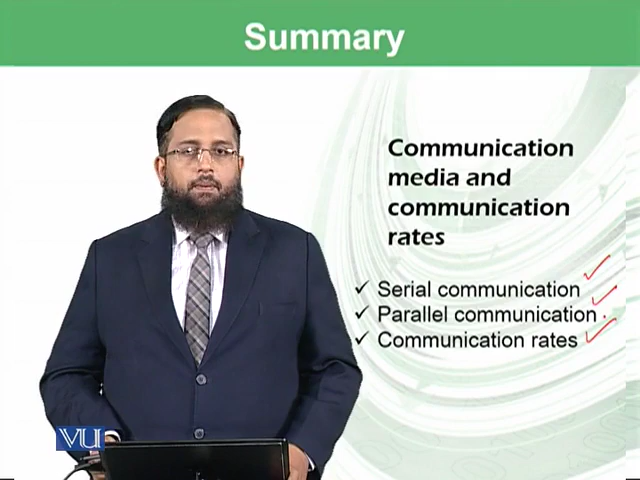 Summary
Communication
media and
communication
rates
✓ Serial communication
✓ Parallel communication
✓ Communication rates
VU